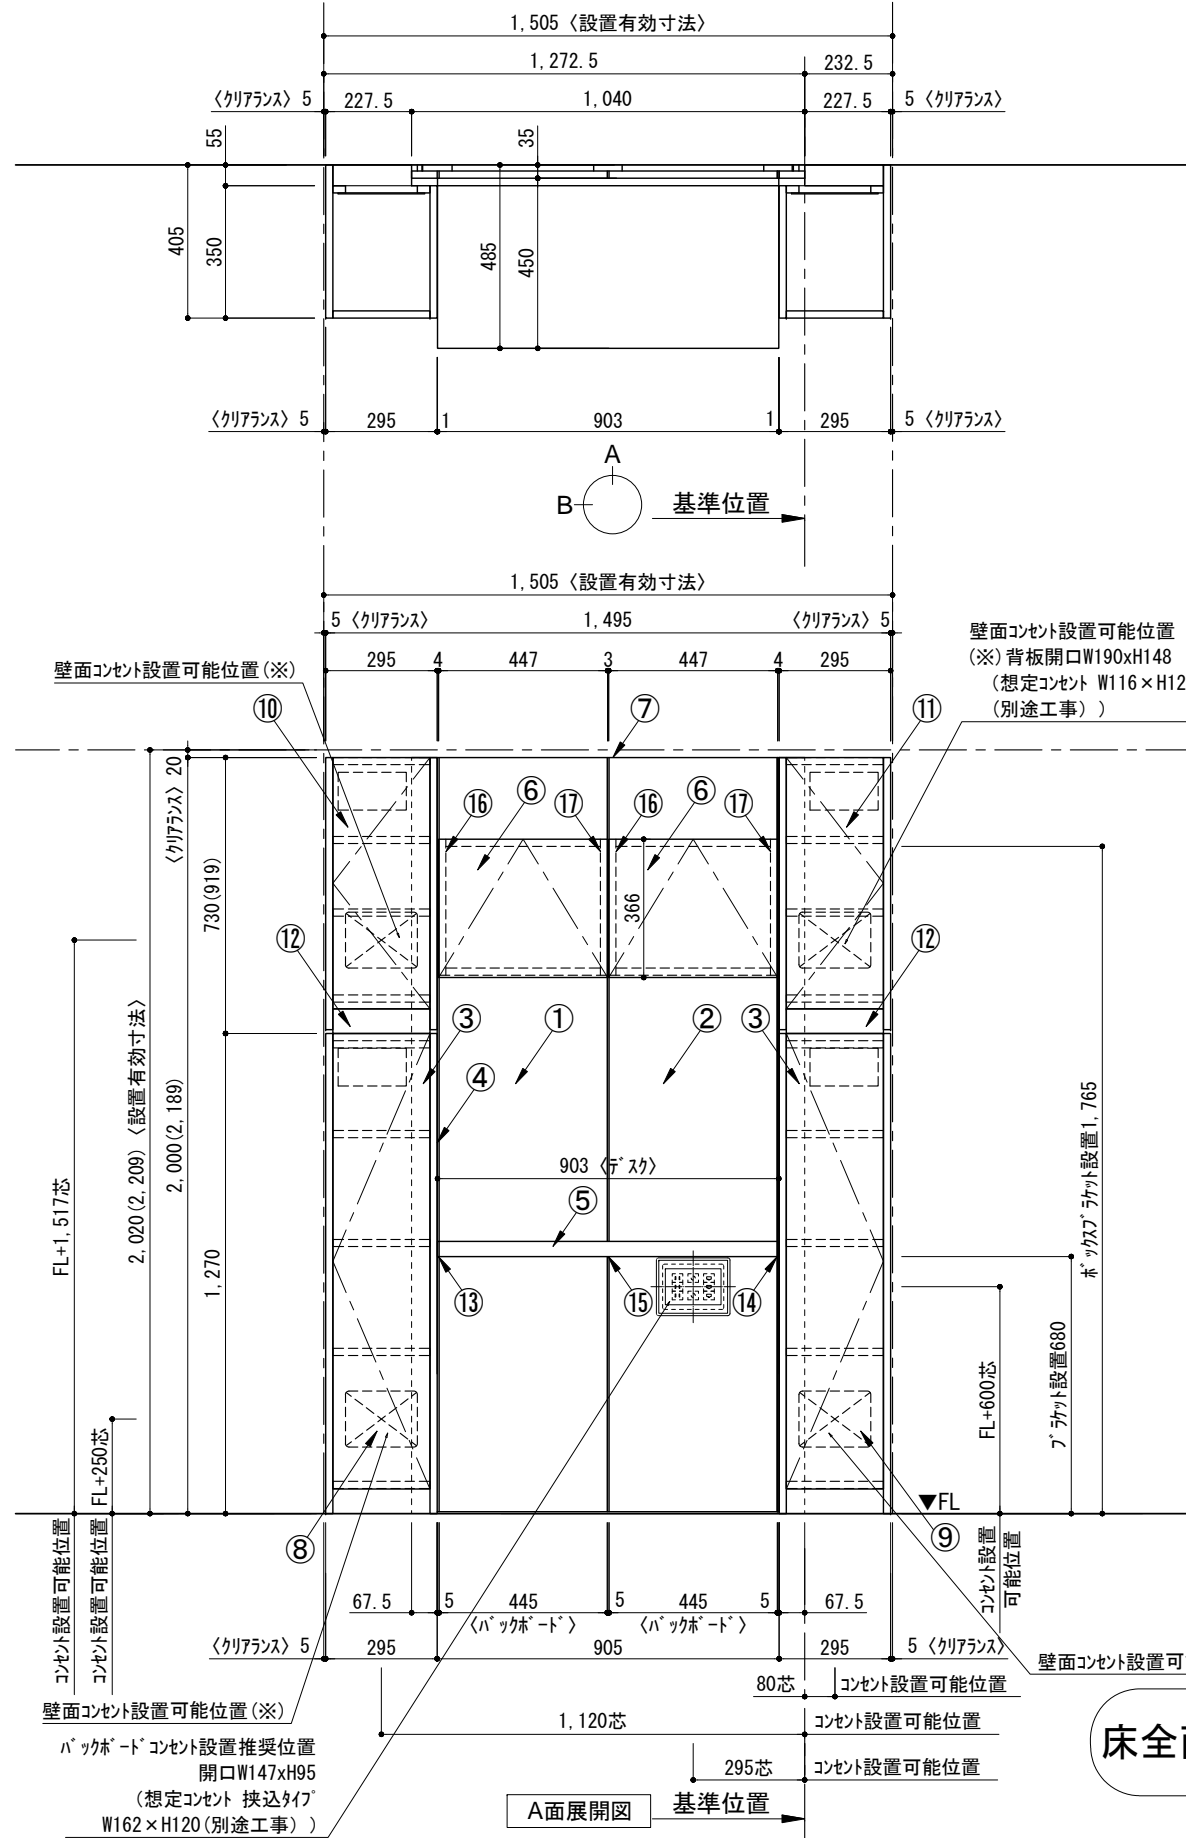 1,505〈設置有効寸法〉
1,272.5
232.5
〈クリアランス〉5
227.5
1,040
227.5
5〈クリアランス〉
55
35
405
350
485
450
〈クリアランス〉5
295
1
903
1
295
5〈クリアランス〉
A
B
基準位置
1,505〈設置有効寸法〉
5〈クリアランス〉
1,495
〈クリアランス〉5
壁面コンセント設置可能位置
(※)背板開口W190xH148
(想定コンセント W116×H12
(別途工事))
壁面コンセント設置可能位置(※)
295
4
447
3
447
4
295
⑩
⑦
⑪
〈クリアランス〉20
⑯
⑥
⑰
⑯
⑥
⑰
730(919)
366
⑫
⑫
③
①
②
③
④
2,020(2,209)〈設置有効寸法〉
2,000(2,189)
ボックスブラケット設置1,765
903〈デスク〉
FL+1,517芯
⑤
1,270
⑬
⑮
⑭
FL+600芯
ブラケット設置680
FL+250芯
▼FL
⑧
⑨
コンセント設置可能位置
コンセント設置可能位置
コンセント設置
可能位置
67.5
5
445
5
445
5
67.5
〈バックボード〉
〈バックボード〉
〈クリアランス〉5
295
905
295
5〈クリアランス〉
壁面コンセント設置可
80芯
コンセント設置可能位置
壁面コンセント設置可能位置(※)
1,120芯
コンセント設置可能位置
バックボードコンセント設置推奨位置
開口W147xH95
(想定コンセント 挟込タイプ
W162×H120(別途工事))
295芯
コンセント設置可能位置
床全
A面展開図
基準位置